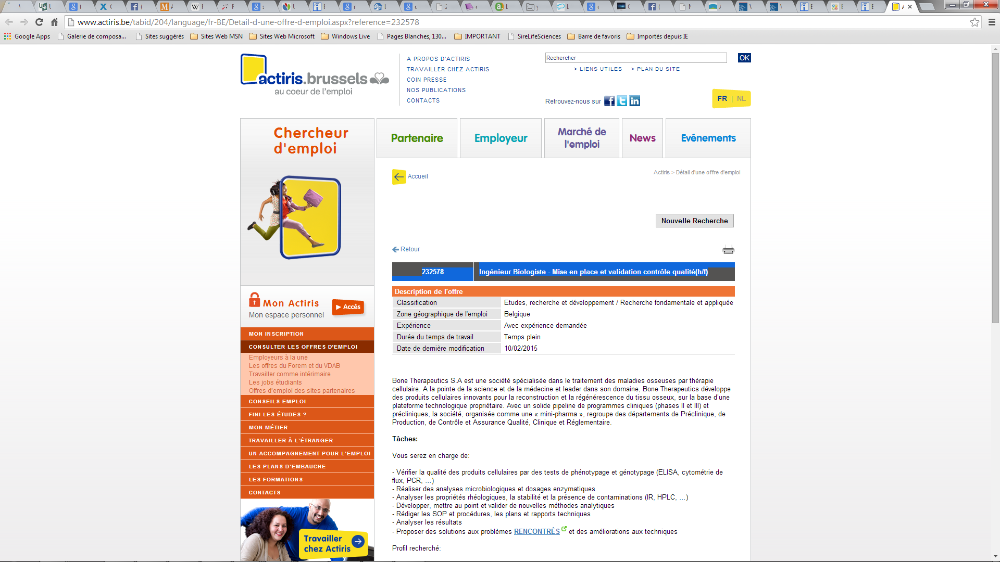 www.actiris.be/tabid/204/language/fr-BE/Detail-d-une-offre-d-emploi.aspx?reference=232578
Google Apps Galerie de composa... Sites suggérés Sites Web MSN Sites Web Microsoft Windows Live Pages Blanches, 130... IMPORTANT SireLifeSciences Barre de favoris Importés depuis IE
actiris.brussels
au coeur de l'emploi
A PROPOS D'ACTIRIS
TRAVAILLER CHEZ ACTIRIS
COIN PRESSE
NOS PUBLICATIONS
CONTACTS
Rechercher OK
> LIENS UTILES > PLAN DU SITE
Retrouvez-nous sur
FR | NL
Chercheur
d'emploi
Partenaire
Employeur
Marché de
l'emploi
News
Evénements
Accueil
Actiris > Détail d'une offre d'emploi
Nouvelle Recherche
Retour
232578 Ingénieur Biologiste - Mise en place et validation contrôle qualité(h/f)
Description de l'offre
Classification Etudes, recherche et développement / Recherche fondamentale et appliquée
Zone géographique de l'emploi Belgique
Expérience Avec expérience demandée
Durée du temps de travail Temps plein
Date de dernière modification 10/02/2015
Mon Actiris
Mon espace personnel
Accès
MON INSCRIPTION
CONSULTER LES OFFRES D'EMPLOI
Employeurs à la une
Les offres du Forem et du VDAB
Travailler comme intérimaire
Les jobs étudiants
Offres d'emploi des sites partenaires
CONSEILS EMPLOI
FINI LES ÉTUDES ?
MON MÉTIER
TRAVAILLER À L'ÉTRANGER
UN ACCOMPAGNEMENT POUR L'EMPLOI
LES PLANS D'EMBAUCHE
LES FORMATIONS
CONTACTS
Travailler
chez Actiris
Bone Therapeutics S.A est une société spécialisée dans le traitement des maladies osseuses par thérapie
cellulaire. A la pointe de la science et de la médecine et leader dans son domaine, Bone Therapeutics développe
des produits cellulaires innovants pour la reconstruction et la régénérescence du tissu osseux, sur la base d'une
plateforme technologique propriétaire. Avec un solide pipeline de programmes cliniques (phases II et III) et
précliniques, la société, organisée comme une « mini-pharma », regroupe des départements de Préclinique, de
Production, de Contrôle et Assurance Qualité, Clinique et Réglementaire.
Tâches:
Vous serez en charge de:
- Vérifier la qualité des produits cellulaires par des tests de phénotypage et génotypage (ELISA, cytométrie de
flux, PCR, …)
- Réaliser des analyses microbiologiques et dosages enzymatiques
- Analyser les propriétés rhéologiques, la stabilité et la présence de contaminations (IR, HPLC, …)
- Développer, mettre au point et valider de nouvelles méthodes analytiques
- Rédiger les SOP et procédures, les plans et rapports techniques
- Analyser les résultats
- Proposer des solutions aux problèmes RENCONTRÉS et des améliorations aux techniques
Profil recherché: